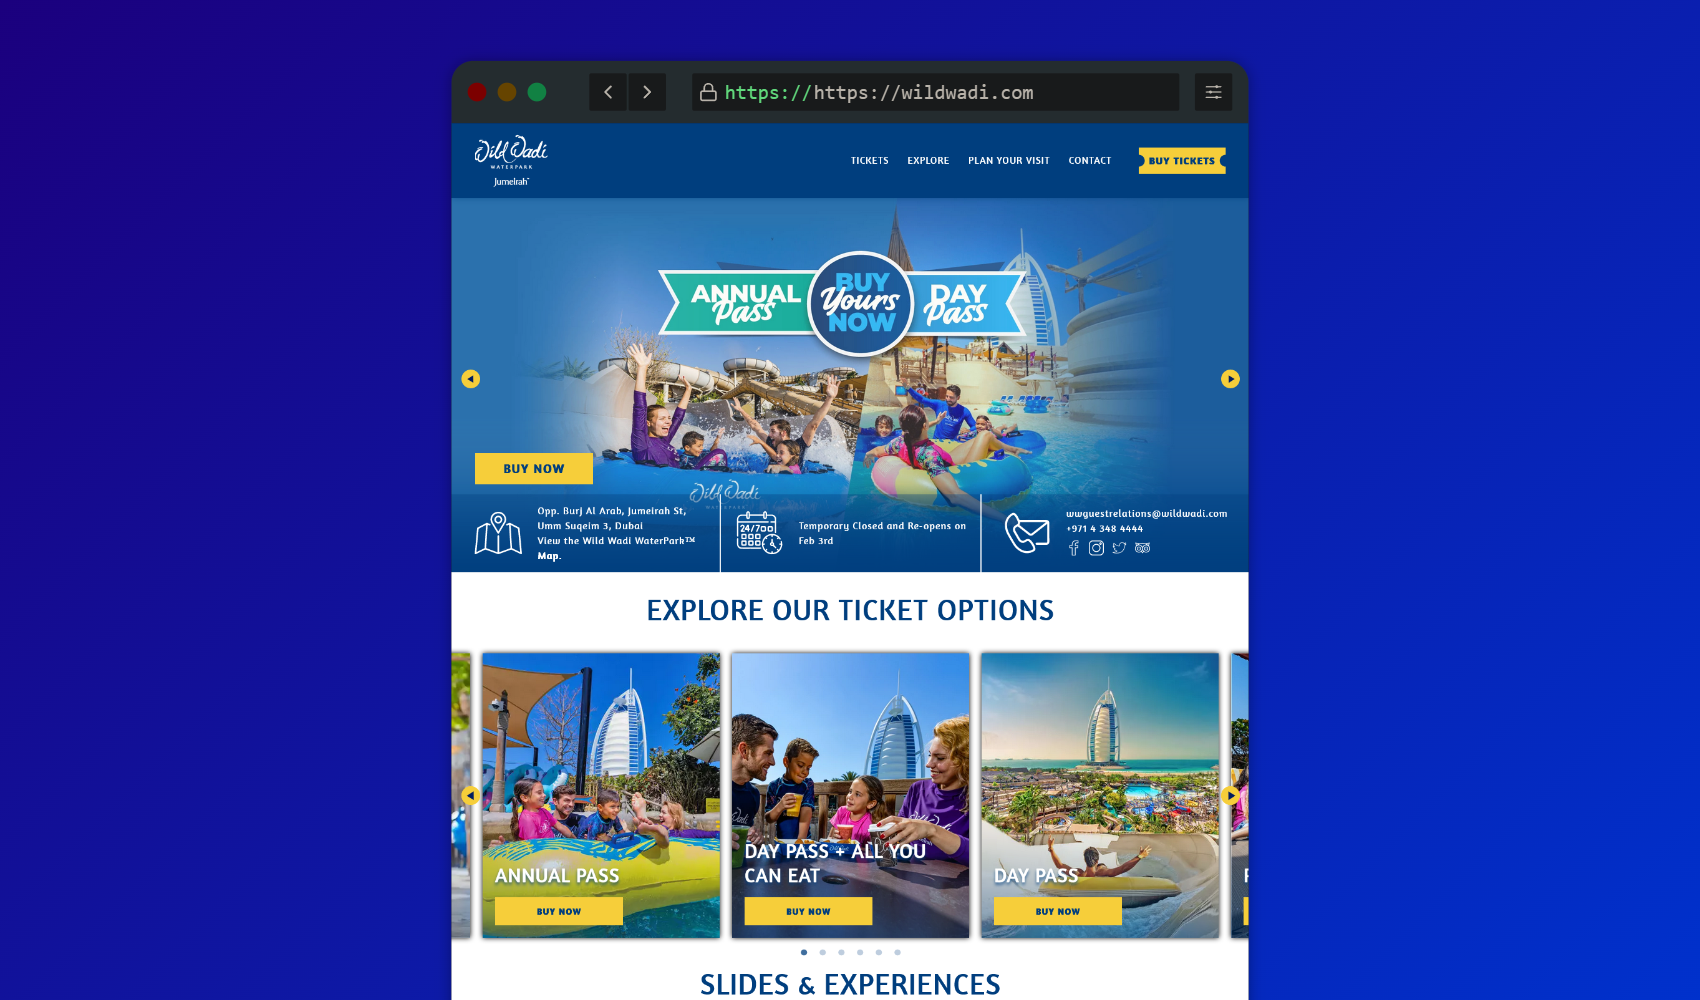 https://https://wildwadi.com
Wild Wadi
WATERPARK
Jumeirah
TICKETS
EXPLORE
PLAN YOUR VISIT
CONTACT
BUY TICKETS
ANNUAL
Pass
BUY
Yours
NOW
DAY
Pass
BUY NOW
Wild Wadi
WATERPARK
Opp. Burj Al Arab, Jumeirah St,
Umm Suqeim 3, Dubai
View the Wild Wadi WaterPark™
Map.
24/7
Temporary Closed and Re-opens on
Feb 3rd
wwguestrelations@wildwadi.com
+971 4 348 4444
EXPLORE OUR TICKET OPTIONS
ANNUAL PASS
BUY NOW
DAY PASS + ALL YOU
CAN EAT
BUY NOW
DAY PASS
BUY NOW
SLIDES & EXPERIENCES